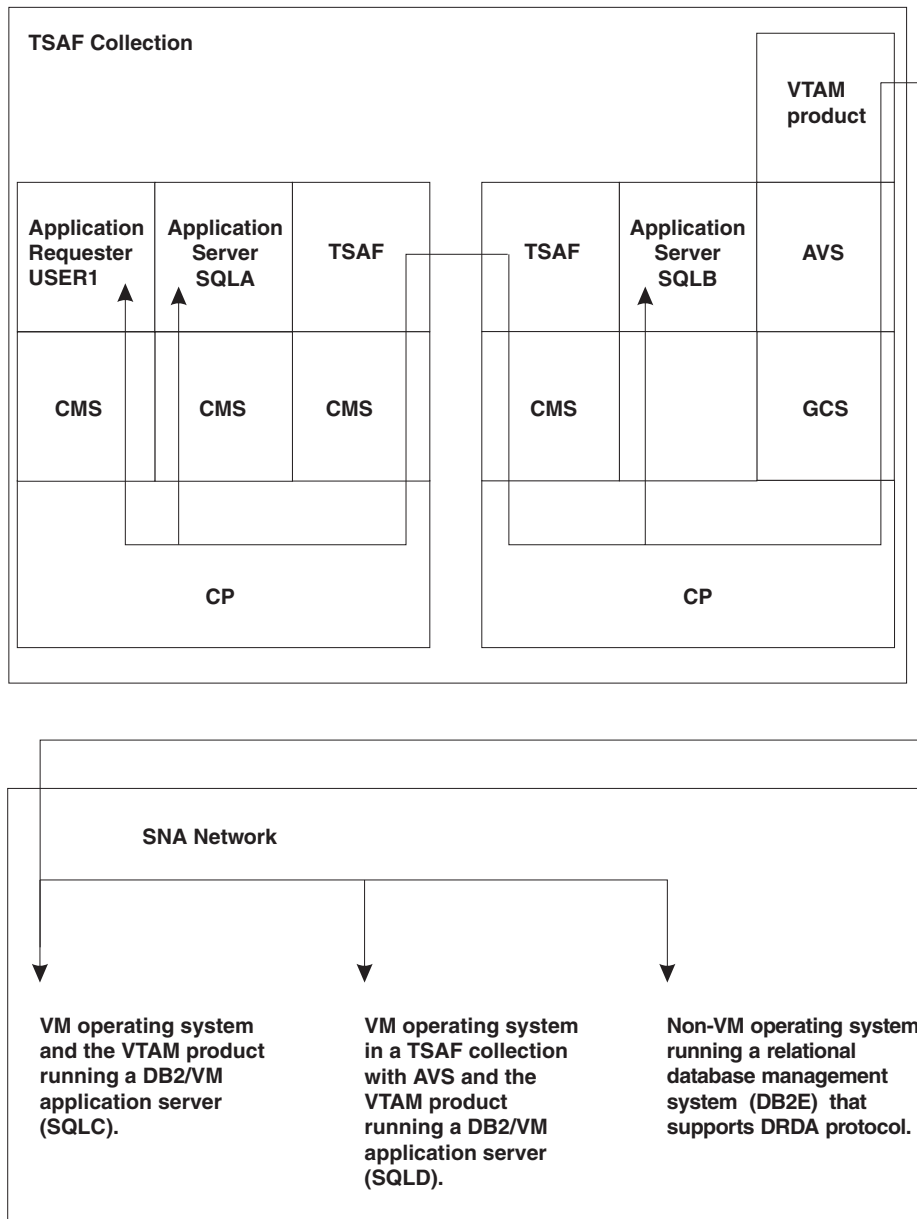 TSAF Collection
VTAM
product
Application
Requester
USER1
Application
Server
SQLA
TSAF
TSAF
Application
Server
SQLB
AVS
CMS
CMS
CMS
CMS
GCS
CP
CP
SNA Network
VM operating system
and the VTAM product
running a DB2/VM
application server
(SQLC).
VM operating system
in a TSAF collection
with AVS and the
VTAM product
running a DB2/VM
application server
(SQLD).
Non-VM operating system
running a relational
database management
system (DB2E) that
supports DRDA protocol.